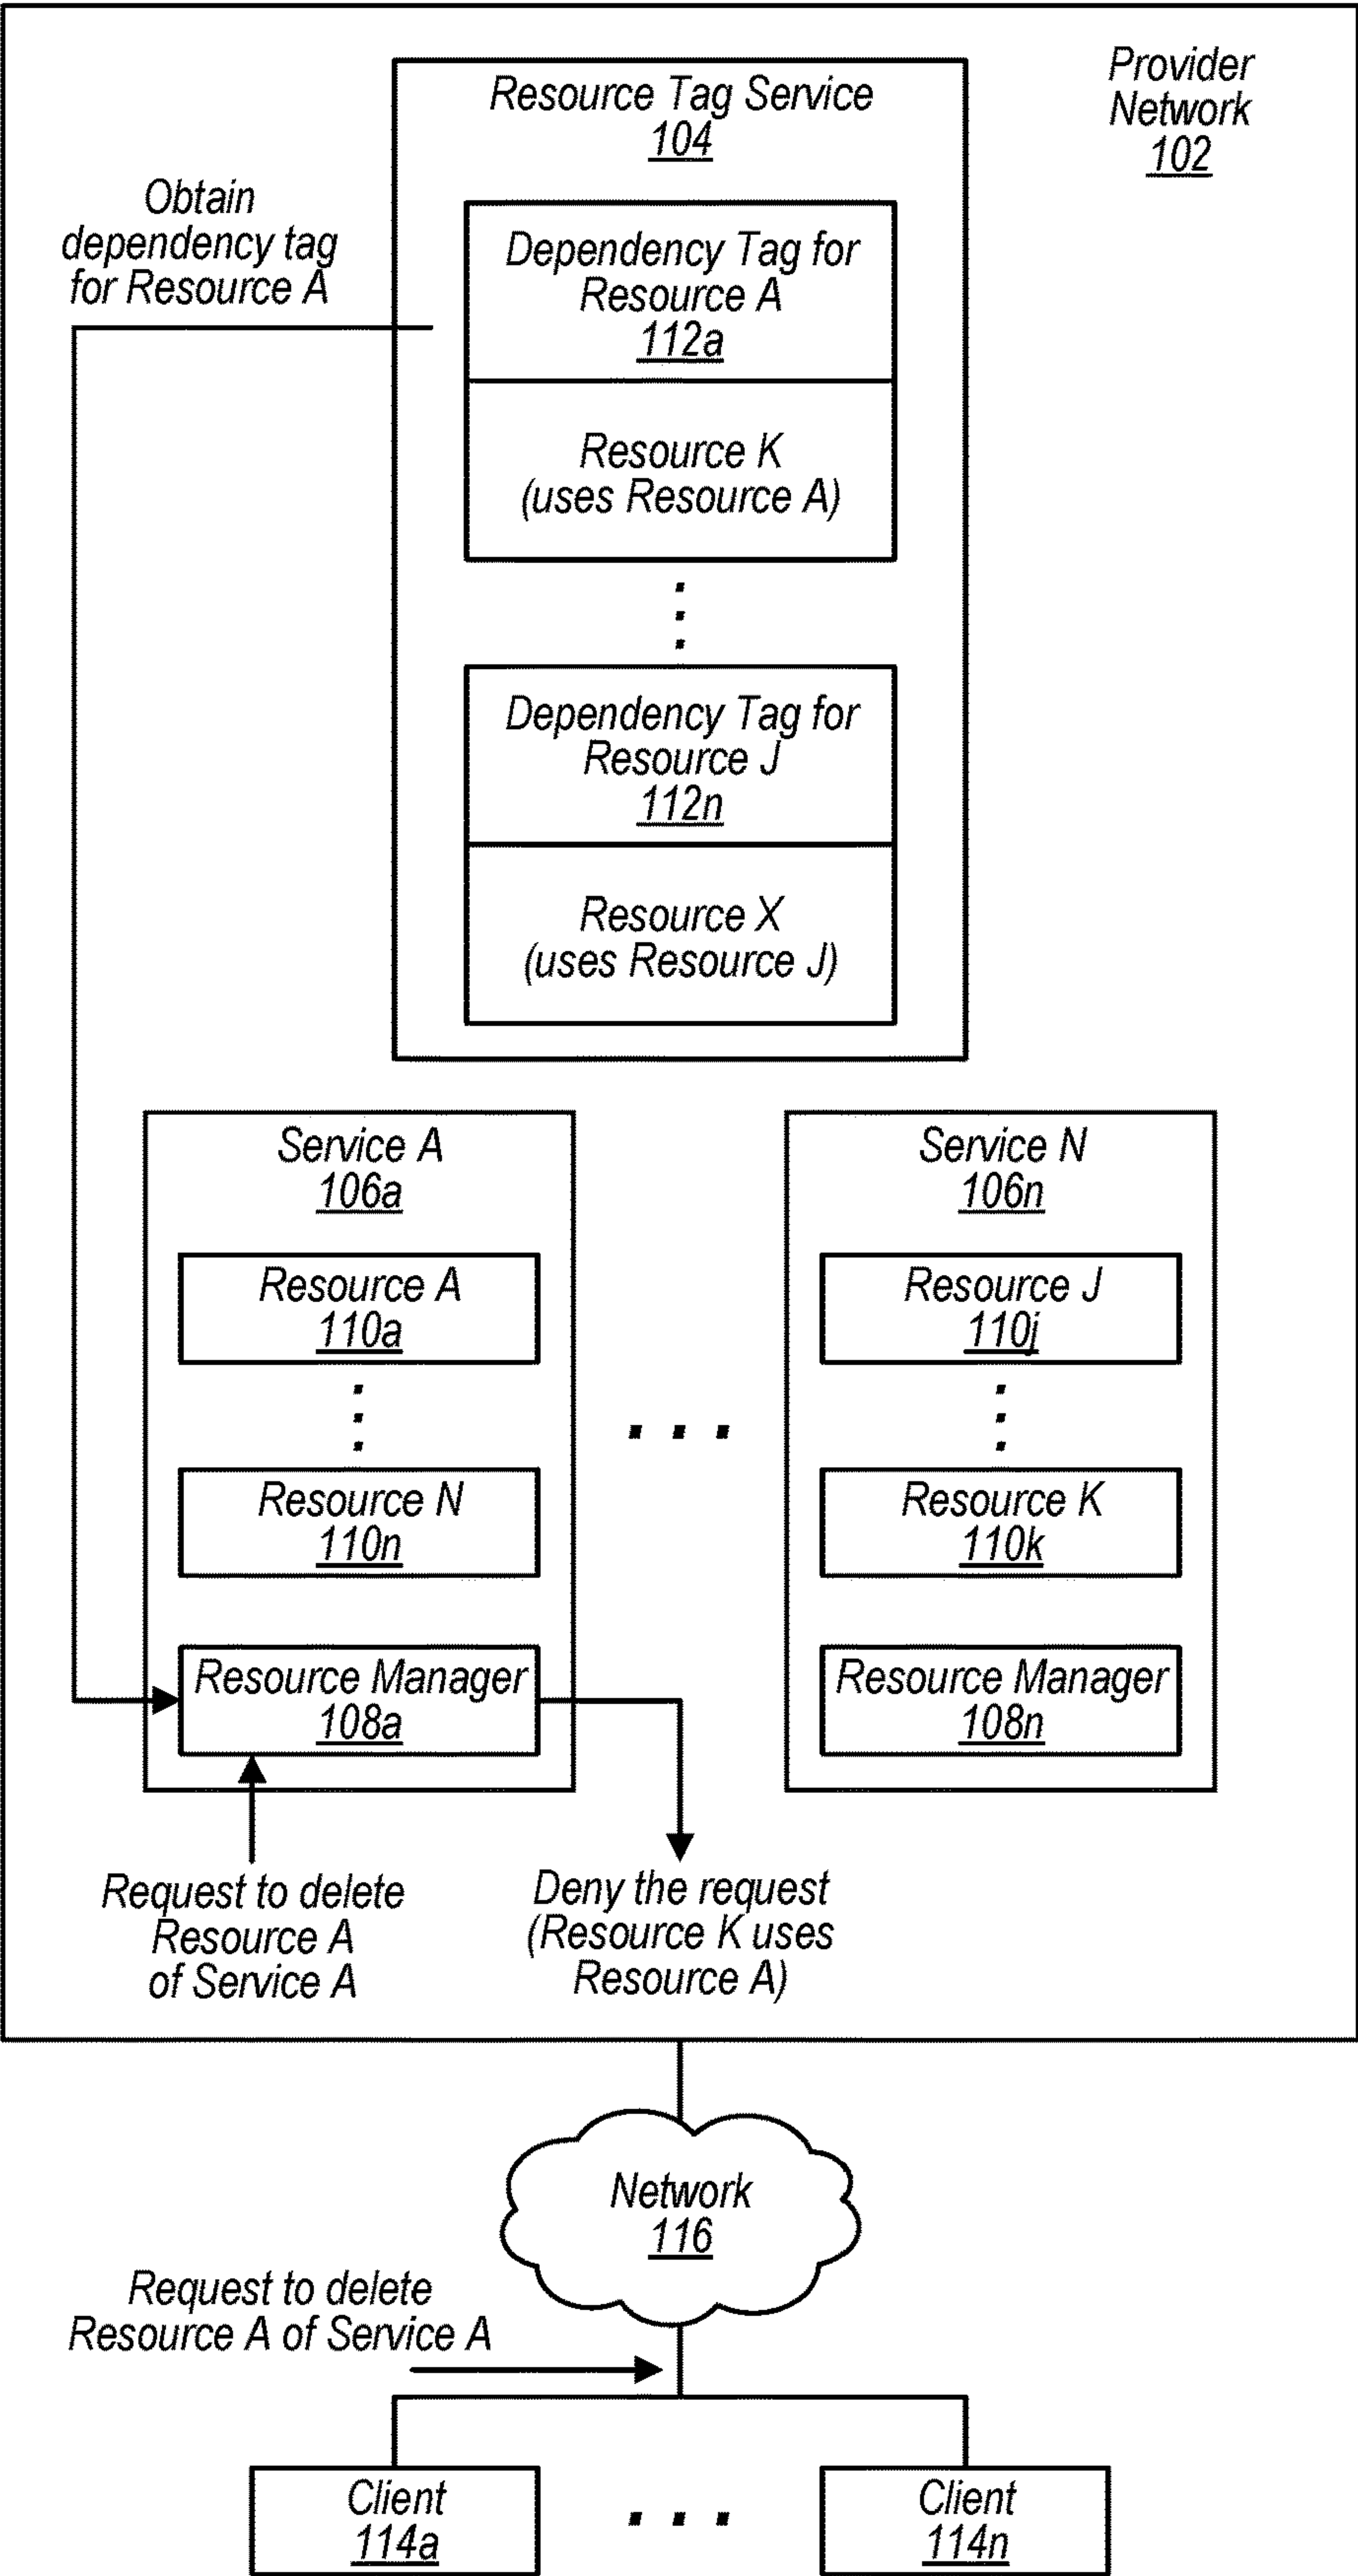 Provider
Network
102
Resource Tag Service
104
Obtain
dependency tag
for Resource A
Dependency Tag for
Resource A
112a
Resource K
(uses Resource A)
Dependency Tag for
Resource J
112n
Resource X
(uses Resource J)
Service A
106a
Resource A
110a
Resource N
110n
Resource Manager
108a
Service N
106n
Resource J
110j
Resource K
110k
Resource Manager
108n
Request to delete
Resource A
of Service A
Deny the request
(Resource K uses
Resource A)
Network
116
Request to delete
Resource A of Service A
Client
114a
Client
114n